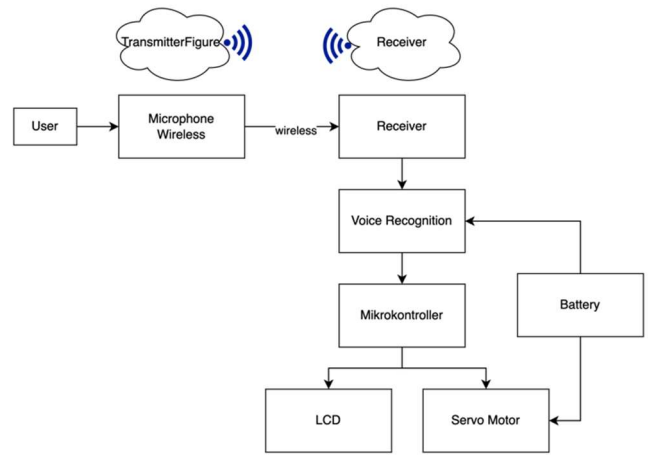 TransmitterFigure
Receiver
User
Microphone
Wireless
wireless
Receiver
Voice Recognition
Battery
Mikrokontroller
LCD
Servo Motor